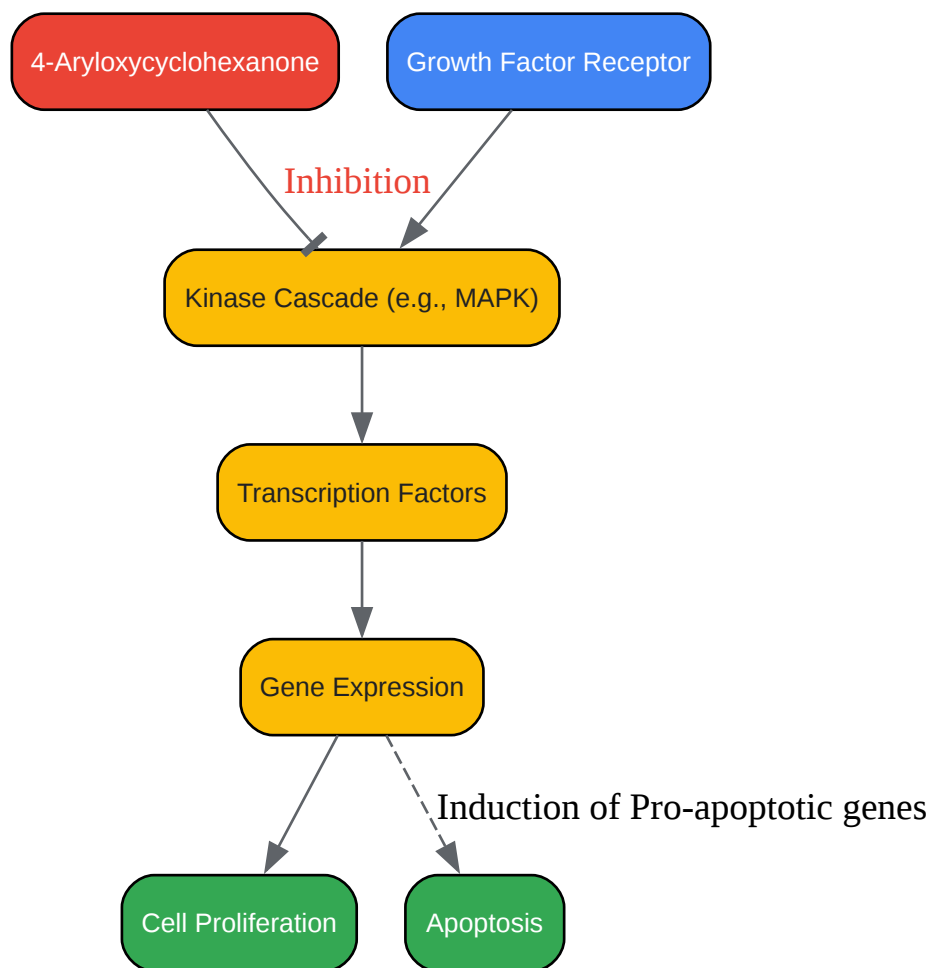 4-Aryloxycyclohexanone
Growth Factor Receptor
Inhibition
Kinase Cascade (e.g., MAPK)
Transcription Factors
Gene Expression
Induction of Pro-apoptotic genes
Cell Proliferation
Apoptosis